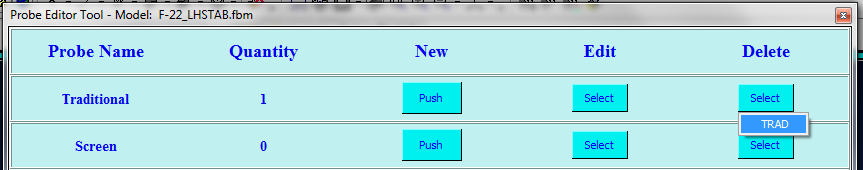 Probe Editor Tool - Model: F-22_LHSTAB.fbm
Probe Name Quantity New Edit Delete
Traditional 1 Push Select Select
TRAD
Screen 0 Push Select Select